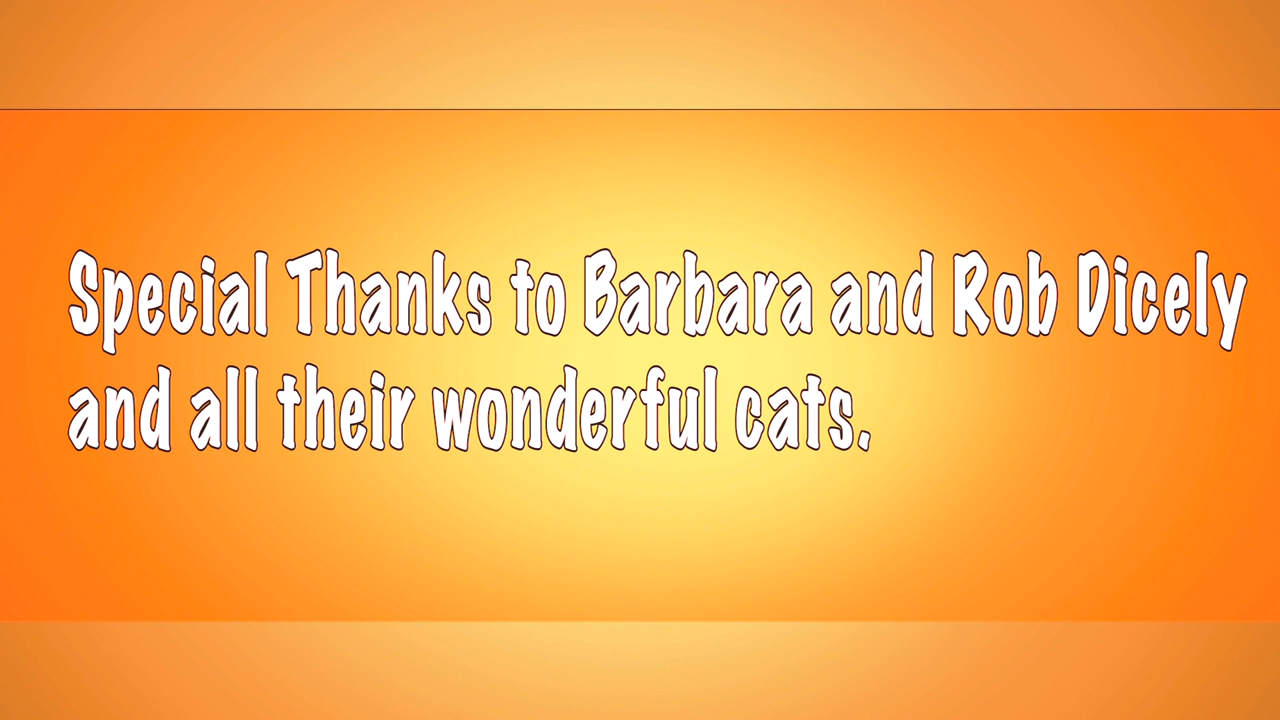 Special Thanks to Barbara and Rob Dicely
and all their wonderful cats.